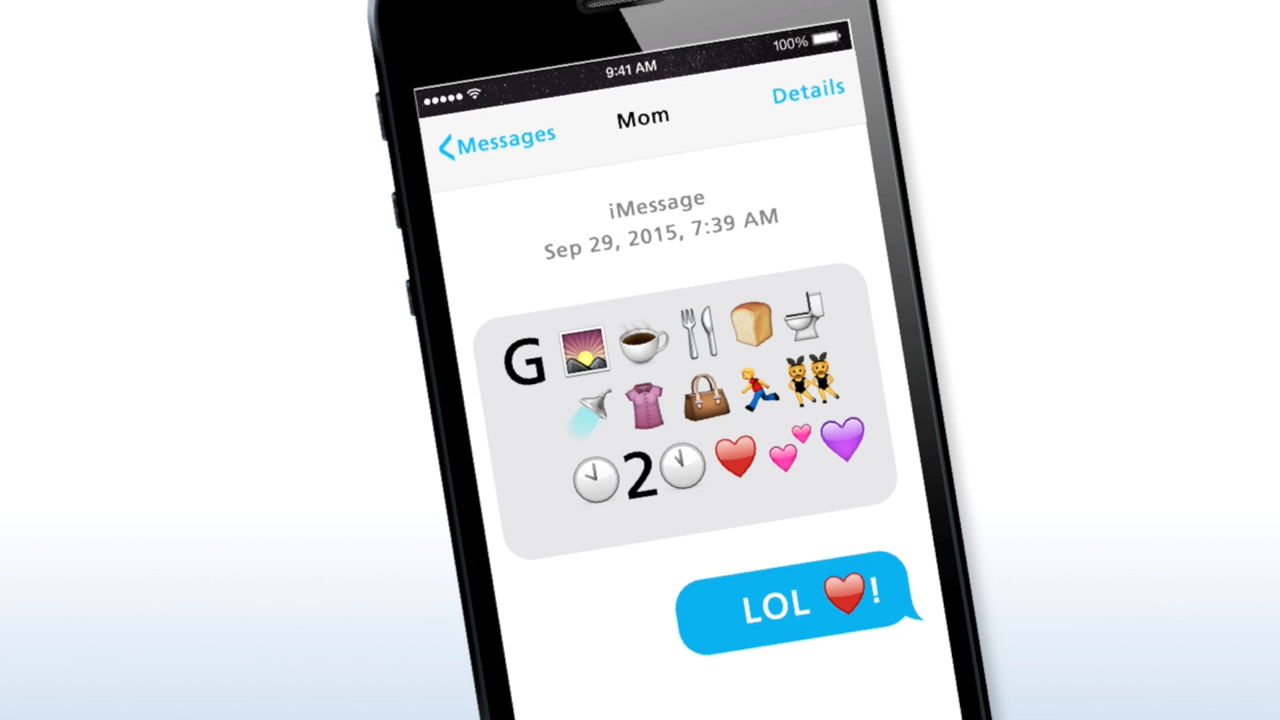 9:41 AM
100%
Messages
Mom
Details
iMessage
Sep 29, 2015, 7:39 AM
G
2
LOL ❤️!